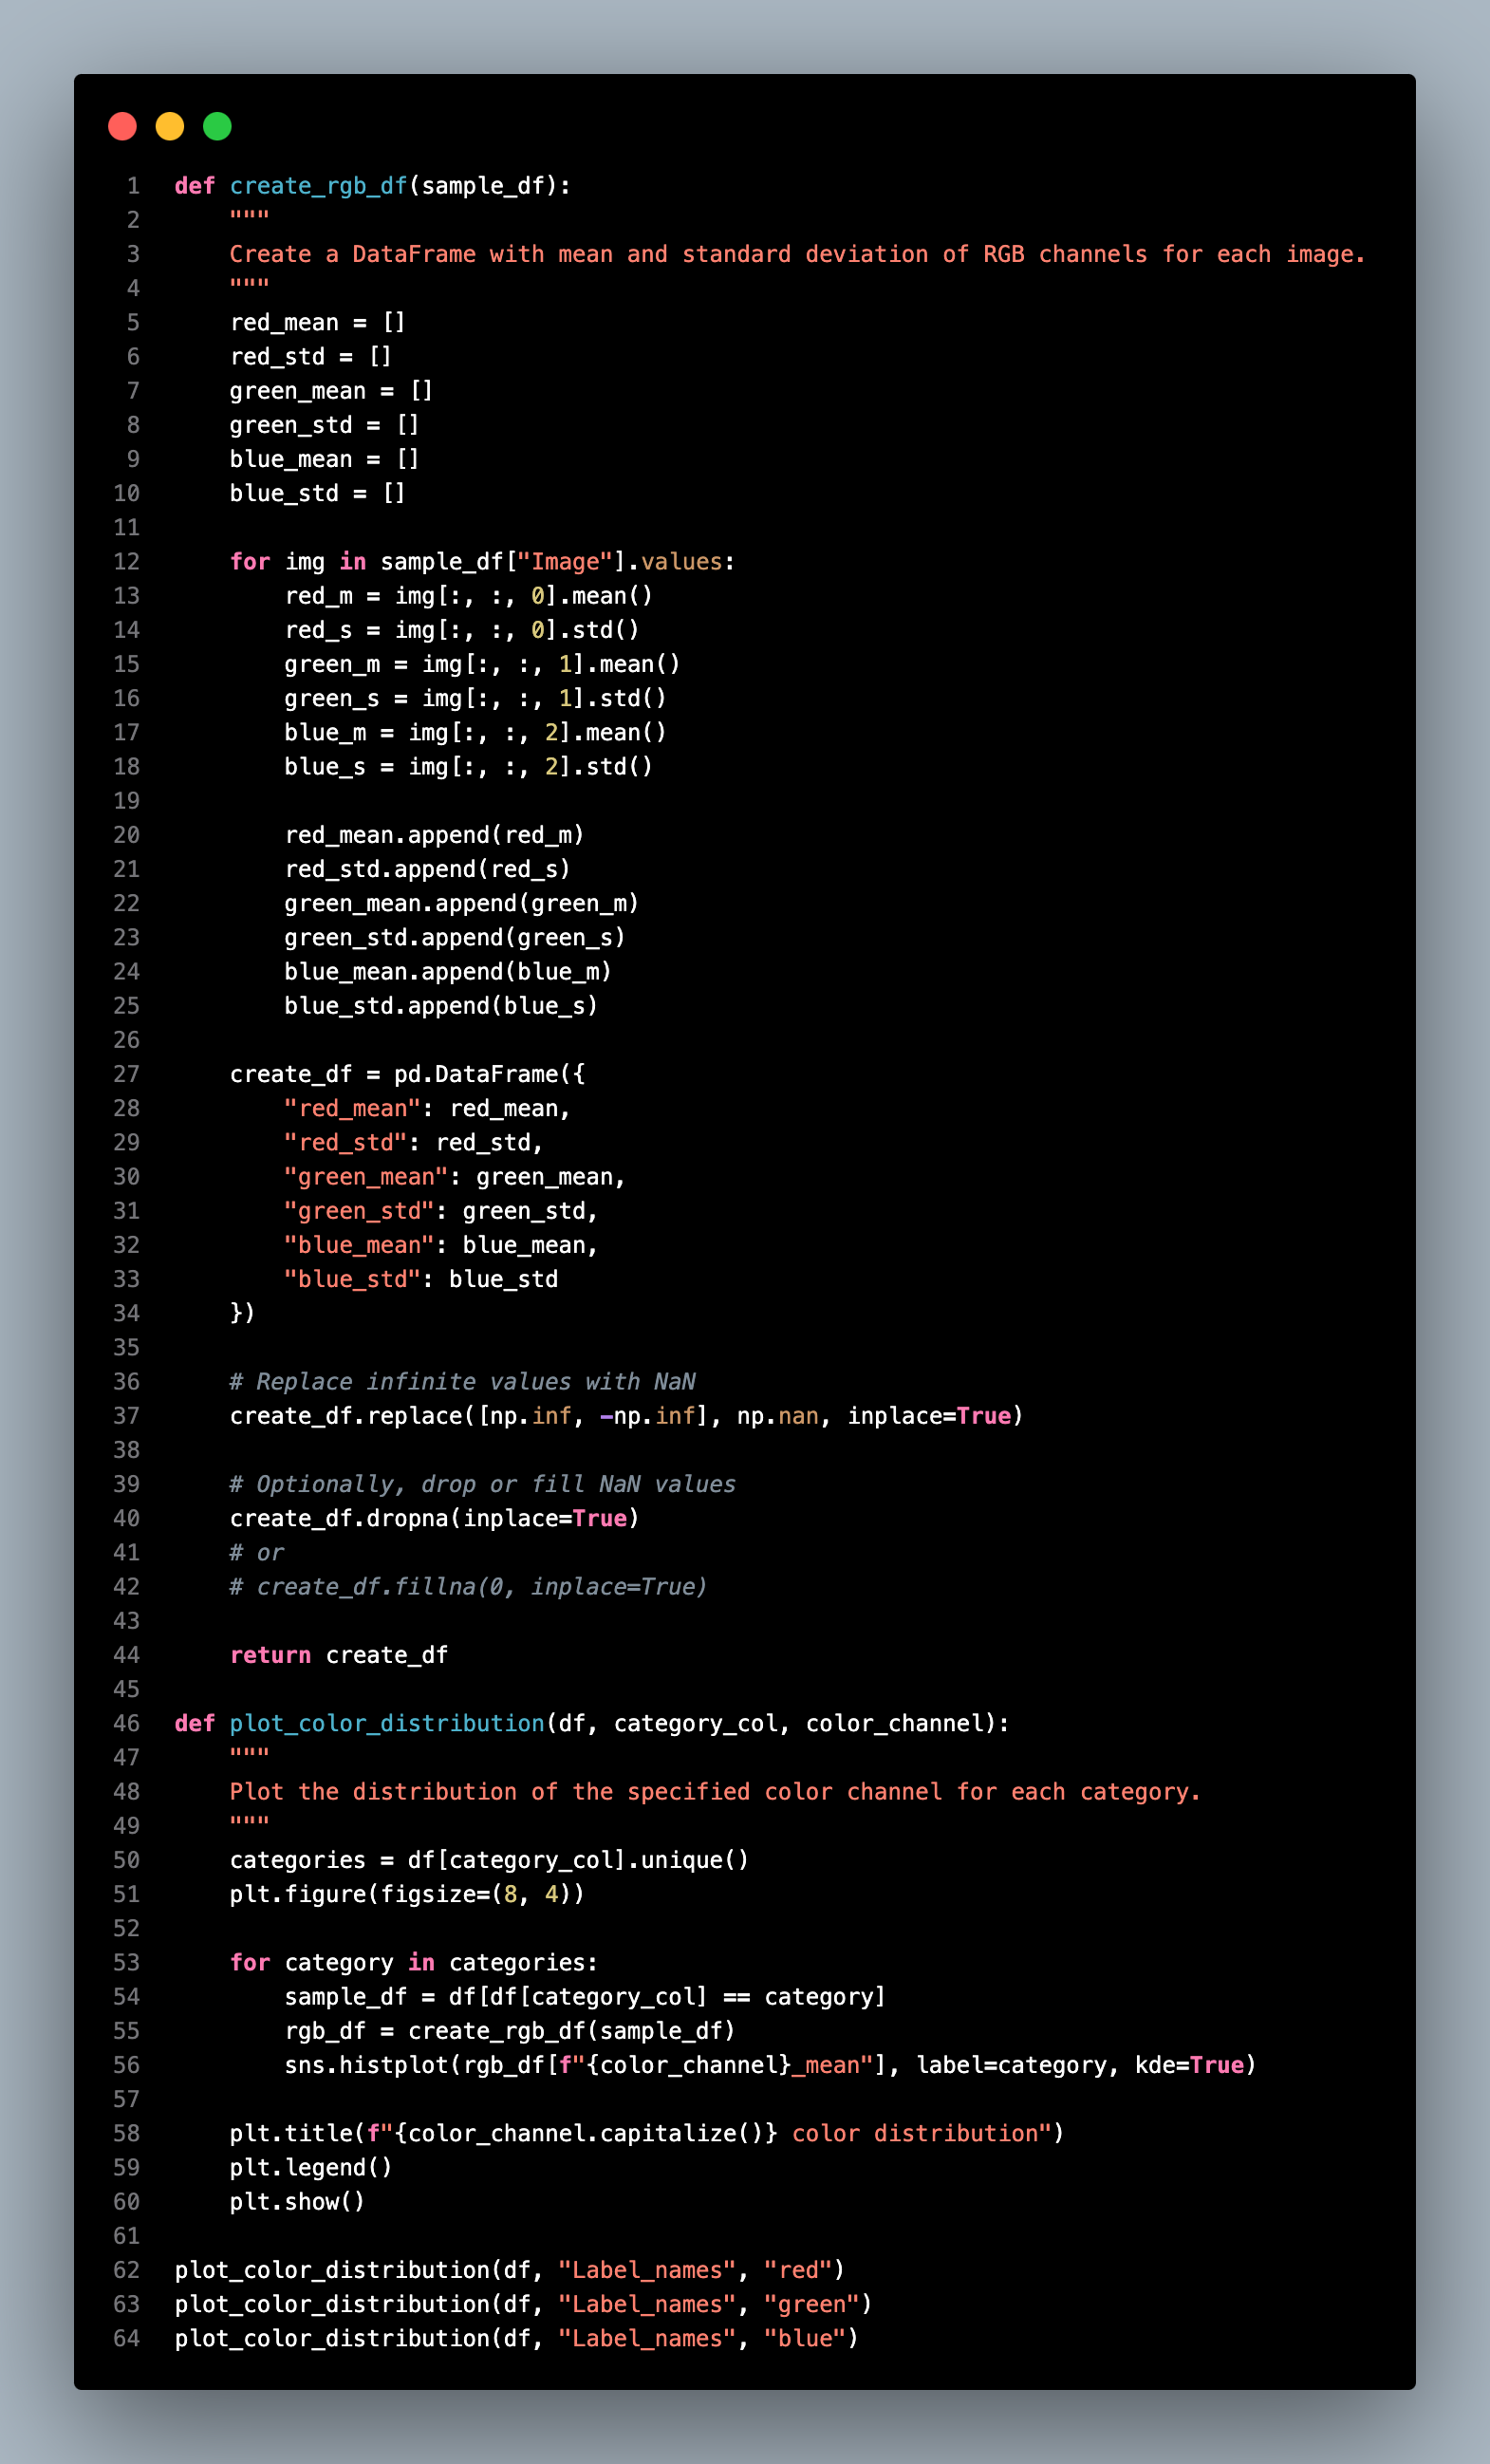 1 def create_rgb_df(sample_df):
2     """
3     Create a DataFrame with mean and standard deviation of RGB channels for each image.
4     """
5     red_mean = []
6     red_std = []
7     green_mean = []
8     green_std = []
9     blue_mean = []
10     blue_std = []
11
12     for img in sample_df["Image"].values:
13         red_m = img[:, :, 0].mean()
14         red_s = img[:, :, 0].std()
15         green_m = img[:, :, 1].mean()
16         green_s = img[:, :, 1].std()
17         blue_m = img[:, :, 2].mean()
18         blue_s = img[:, :, 2].std()
19
20         red_mean.append(red_m)
21         red_std.append(red_s)
22         green_mean.append(green_m)
23         green_std.append(green_s)
24         blue_mean.append(blue_m)
25         blue_std.append(blue_s)
26
27     create_df = pd.DataFrame({
28         "red_mean": red_mean,
29         "red_std": red_std,
30         "green_mean": green_mean,
31         "green_std": green_std,
32         "blue_mean": blue_mean,
33         "blue_std": blue_std
34     })
35
36     # Replace infinite values with NaN
37     create_df.replace([np.inf, -np.inf], np.nan, inplace=True)
38
39     # Optionally, drop or fill NaN values
40     create_df.dropna(inplace=True)
41     # or
42     # create_df.fillna(0, inplace=True)
43
44     return create_df
45
46 def plot_color_distribution(df, category_col, color_channel):
47     """
48     Plot the distribution of the specified color channel for each category.
49     """
50     categories = df[category_col].unique()
51     plt.figure(figsize=(8, 4))
52
53     for category in categories:
54         sample_df = df[df[category_col] == category]
55         rgb_df = create_rgb_df(sample_df)
56         sns.histplot(rgb_df[f"{color_channel}_mean"], label=category, kde=True)
57
58     plt.title(f"{color_channel.capitalize()} color distribution")
59     plt.legend()
60     plt.show()
61
62 plot_color_distribution(df, "Label_names", "red")
63 plot_color_distribution(df, "Label_names", "green")
64 plot_color_distribution(df, "Label_names", "blue")